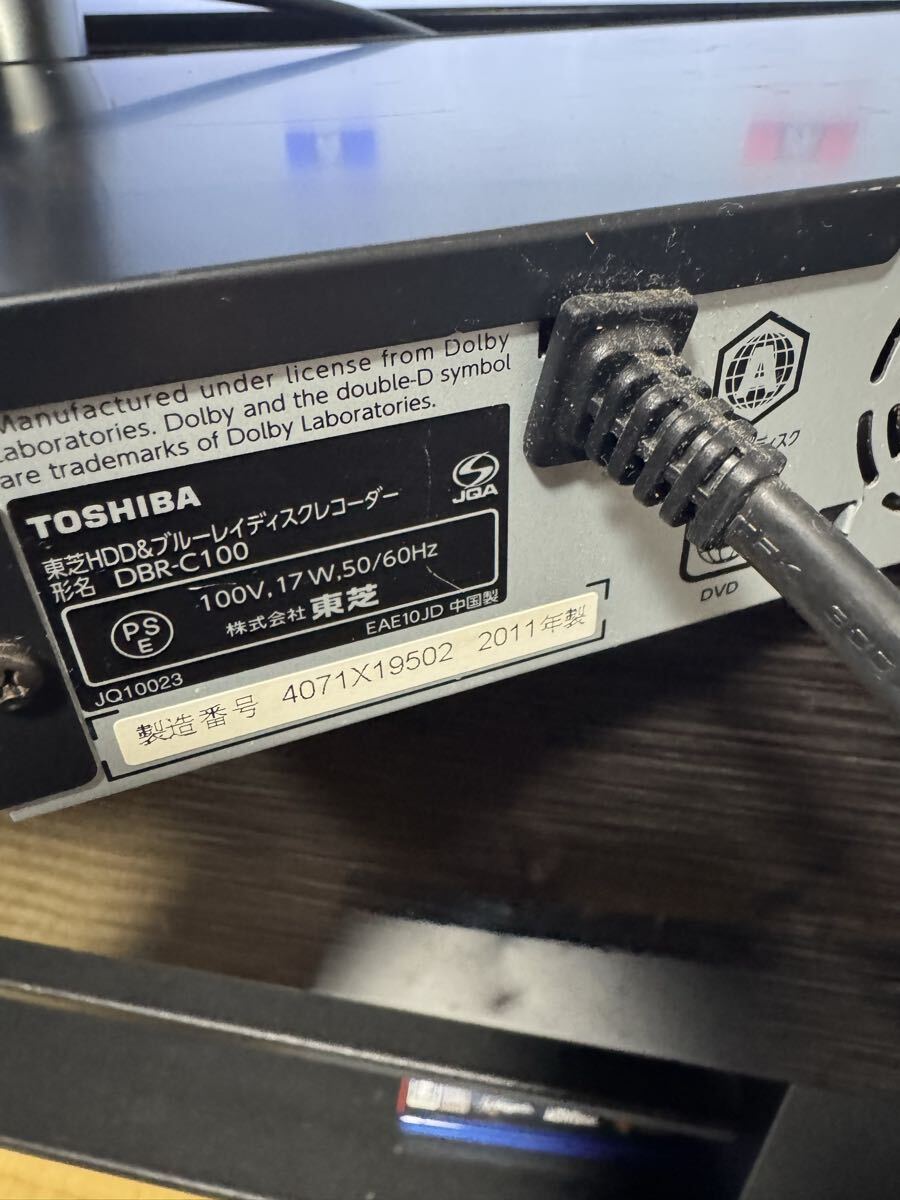 Manufactured under license from Dolby
Laboratories. Dolby and the double-D symbol
are trademarks of Dolby Laboratories.
TOSHIBA
JQA
東芝HDD&ブルーレイディスクレコーダー
形名 DBR-C100
100V, 17W, 50/60Hz
PS
E
株式会社 東芝
EAE10JD 中国製
JQ10023
製造番号 4071X19502 2011年製
A
ディスク
DVD